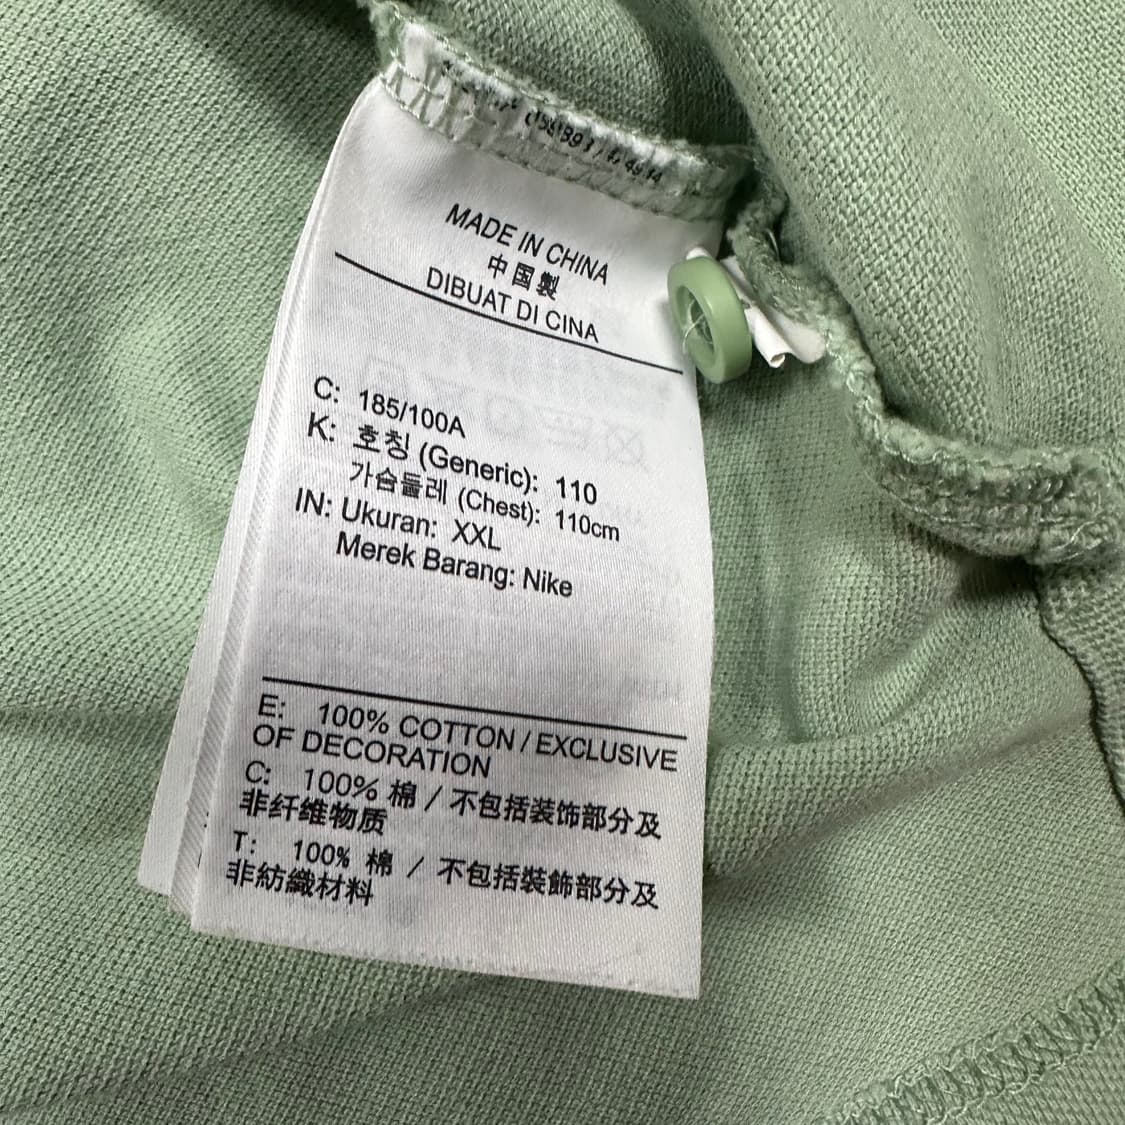 MADE IN CHINA
中国製
DIBUAT DI CINA
C: 185/100A
K: 호칭 (Generic): 110
가슴둘레 (Chest): 110cm
IN: Ukuran: XXL
Merek Barang: Nike
E: 100% COTTON / EXCLUSIVE
OF DECORATION
C: 100% 棉 / 不包括装饰部分及
非纤维物质
T: 100% 棉 / 不包括裝飾部分及
非紡織材料